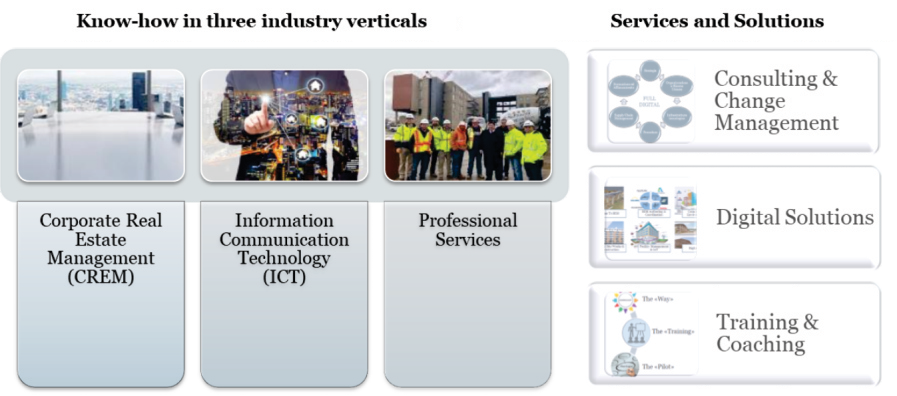 Know-how in three industry verticals
Corporate Real
Estate
Management
(CREM)
Information
Communication
Technology
(ICT)
Professional
Services
Services and Solutions
FULL
DIGITAL
Consulting &
Change
Management
Digital Solutions
The «Way»
The «Training»
The «Pilot»
Training &
Coaching